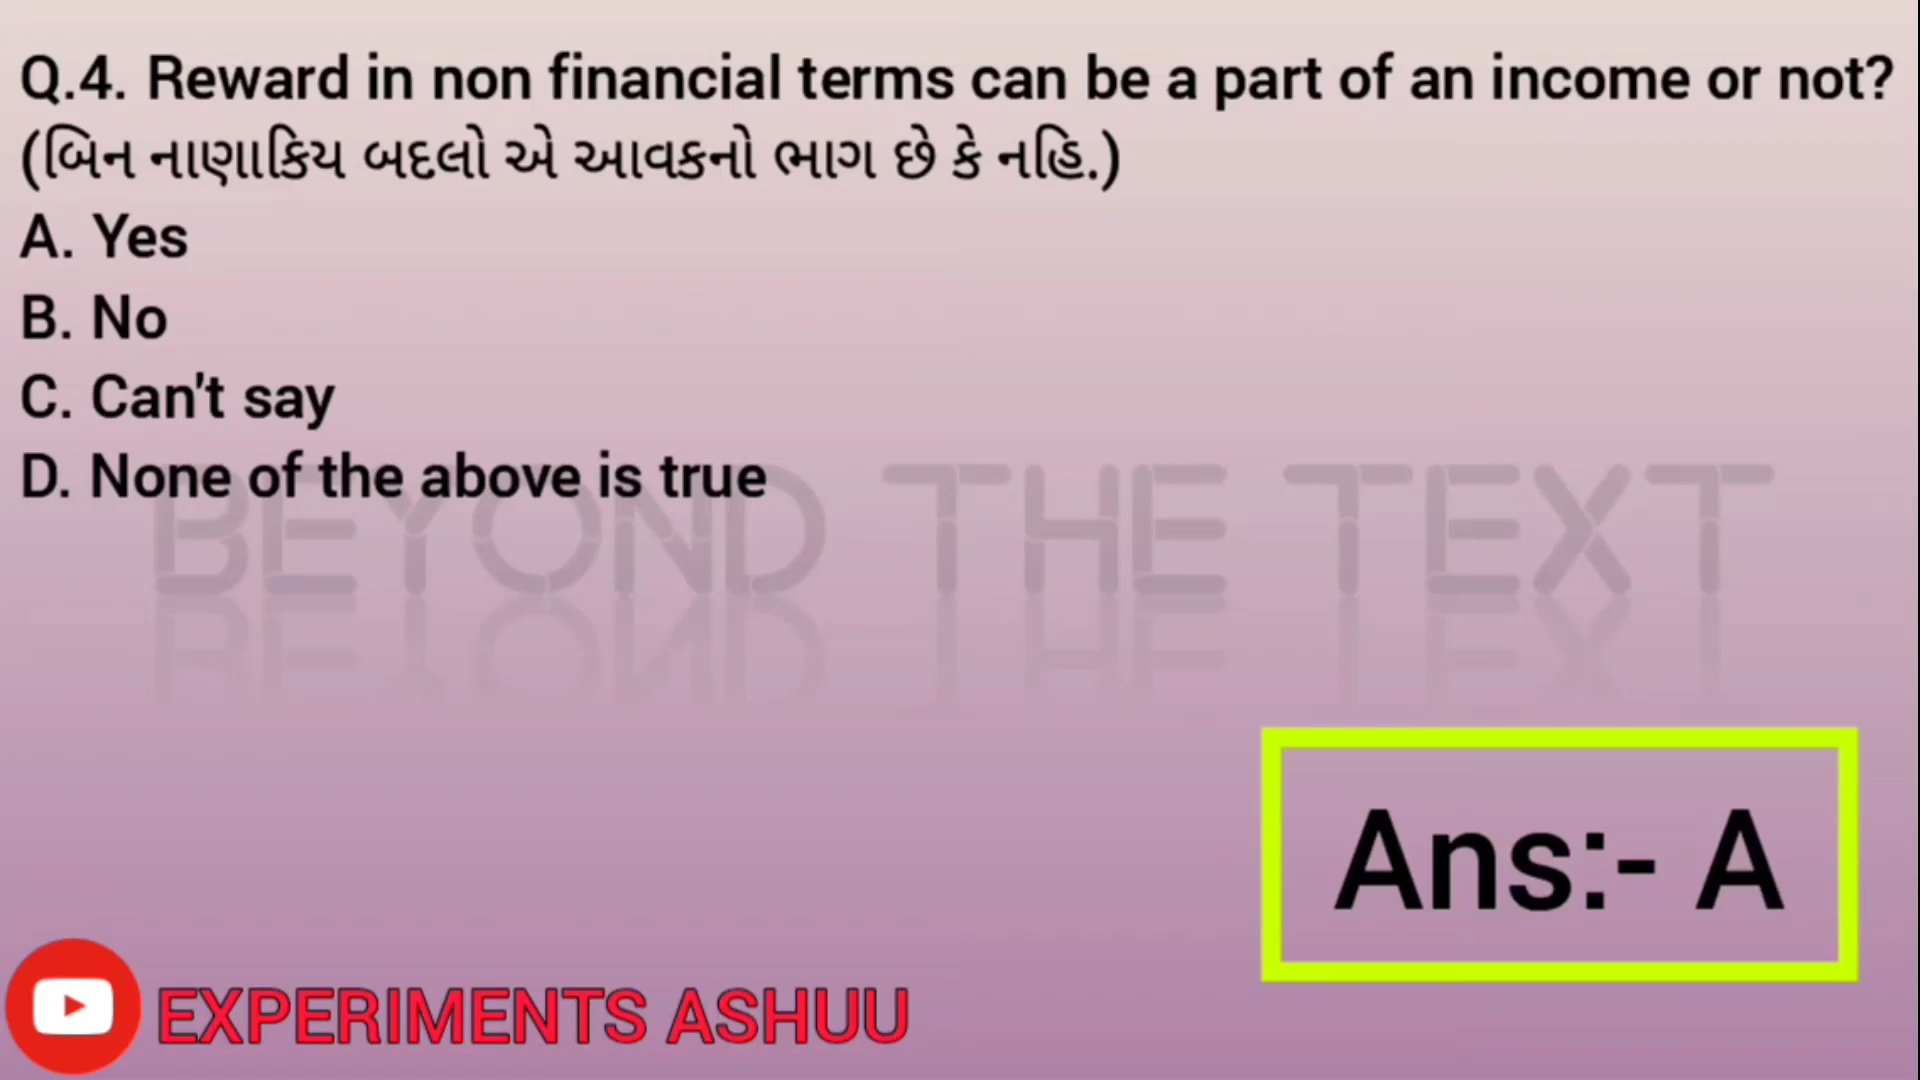 Q.4. Reward in non financial terms can be a part of an income or not?
(બિન નાણાકિય બદલો એ આવકનો ભાગ છે કે નહિ.)
A. Yes
B. No
C. Can't say
D. None of the above is true
BEYOND THE TEXT
Ans:- A
EXPERIMENTS ASHUU